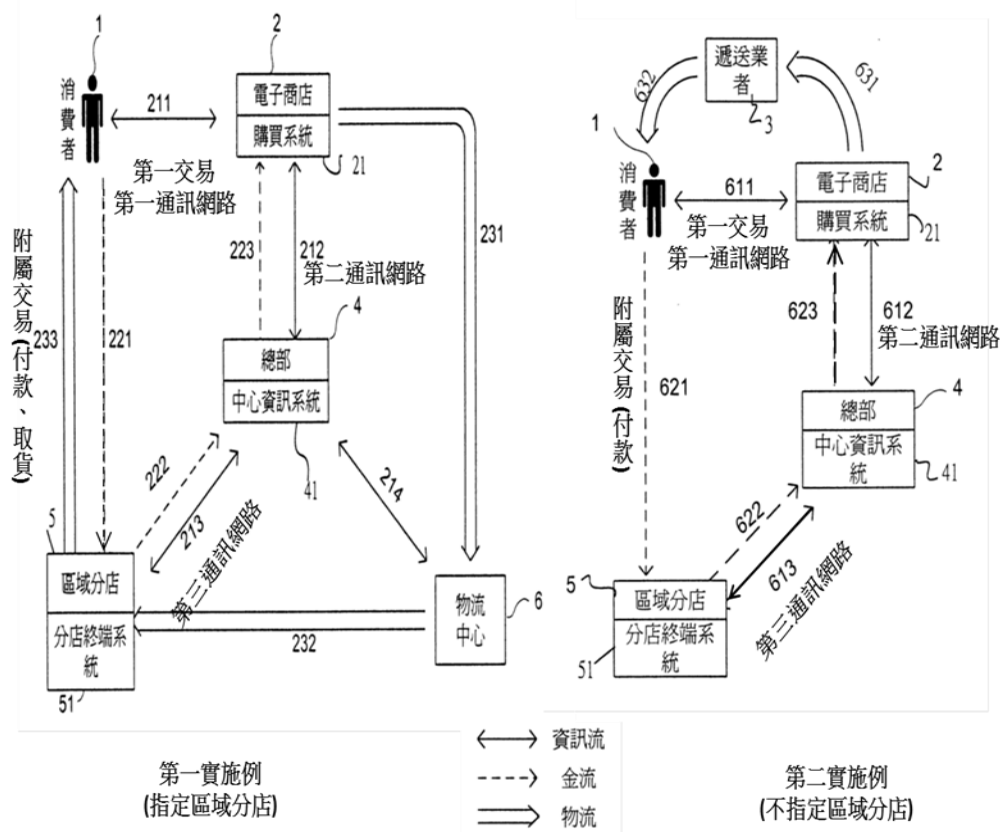 1
消費者
211
2
電子商店
購買系統
21
第一交易
第一通訊網路
223
212
第二通訊網路
231
附屬交易(付款、取貨)
233
221
4
總部
中心資訊系統
41
222
213
第三通訊網路
214
5
區域分店
分店終端系
統
51
232
物流
中心
6
第一實施例
(指定區域分店)
資訊流
金流
物流
遞送業
者
3
632
631
1
消費者
611
第一交易
第一通訊網路
2
電子商店
購買系統
21
附屬交易(付款)
621
623
612
第二通訊網路
4
總部
中心資訊系
統
41
622
613
第三通訊網路
5
區域分店
分店終端系
統
51
第二實施例
(不指定區域分店)